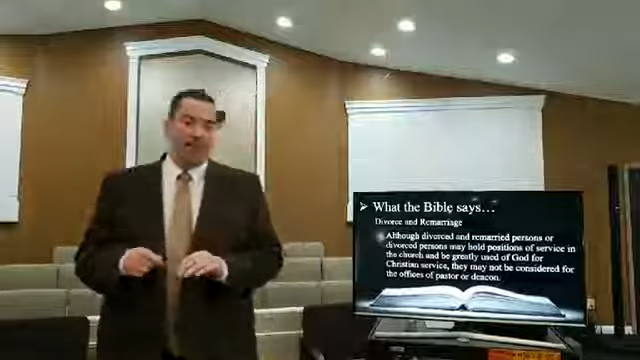 ➢ What the Bible says…
Divorce and Remarriage
Although divorced and remarried persons or
divorced persons may hold positions of service in
the church and be greatly used of God for
Christian service, they may not be considered for
the offices of pastor or deacon.